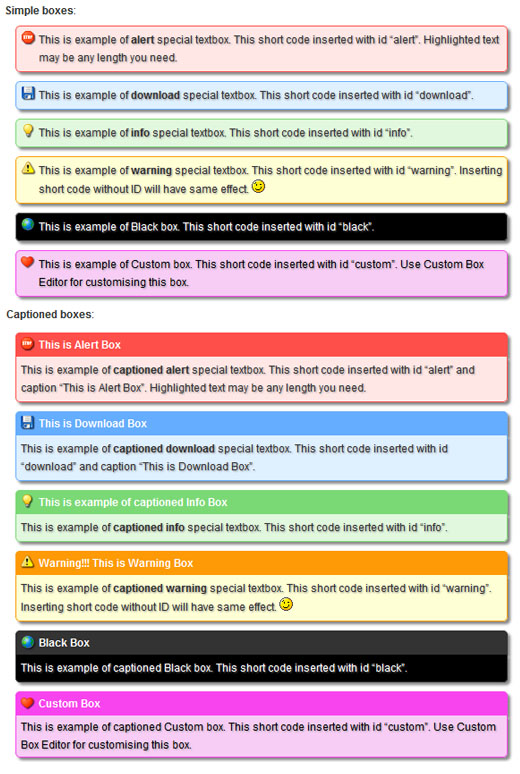 Simple boxes:
This is example of alert special textbox. This short code inserted with id “alert”. Highlighted text
may be any length you need.
This is example of download special textbox. This short code inserted with id “download”.
This is example of info special textbox. This short code inserted with id “info”.
This is example of warning special textbox. This short code inserted with id “warning”. Inserting
short code without ID will have same effect.
This is example of Black box. This short code inserted with id “black”.
This is example of Custom box. This short code inserted with id “custom”. Use Custom Box
Editor for customising this box.
Captioned boxes:
This is Alert Box
This is example of captioned alert special textbox. This short code inserted with id “alert” and
caption “This is Alert Box”. Highlighted text may be any length you need.
This is Download Box
This is example of captioned download special textbox. This short code inserted with id
“download” and caption “This is Download Box”.
This is example of captioned Info Box
This is example of captioned info special textbox. This short code inserted with id “info”.
Warning!!! This is Warning Box
This is example of captioned warning special textbox. This short code inserted with id “warning”.
Inserting short code without ID will have same effect.
Black Box
This is example of captioned Black box. This short code inserted with id “black”.
Custom Box
This is example of captioned Custom box. This short code inserted with id “custom”. Use Custom
Box Editor for customising this box.